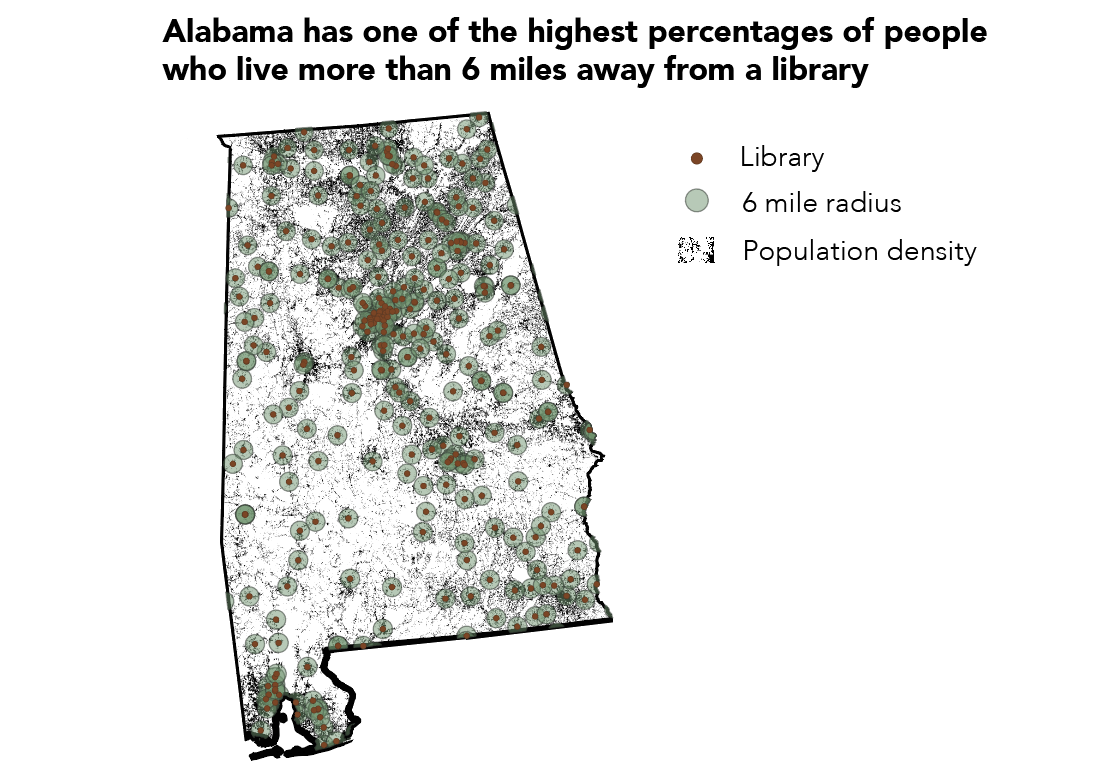 Alabama has one of the highest percentages of people
who live more than 6 miles away from a library
Library
6 mile radius
Population density